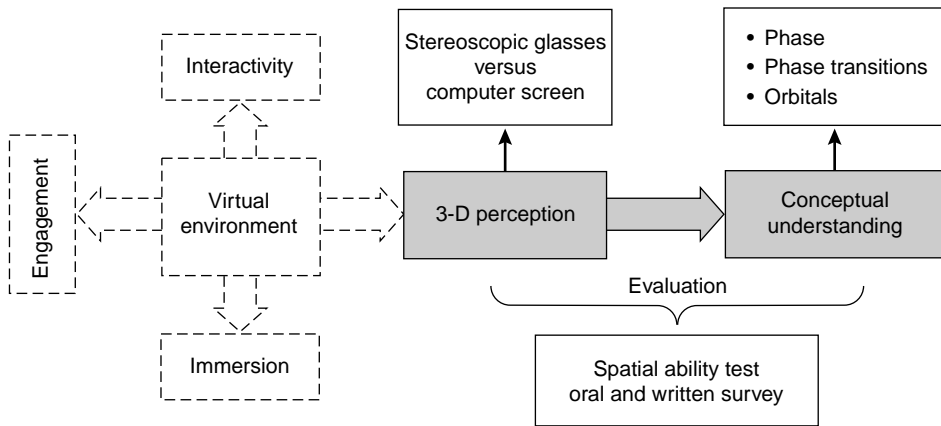 Interactivity
Stereoscopic glasses
versus
computer screen
• Phase
• Phase transitions
• Orbitals
Engagement
Virtual
environment
3-D perception
Conceptual
understanding
Evaluation
Immersion
Spatial ability test
oral and written survey